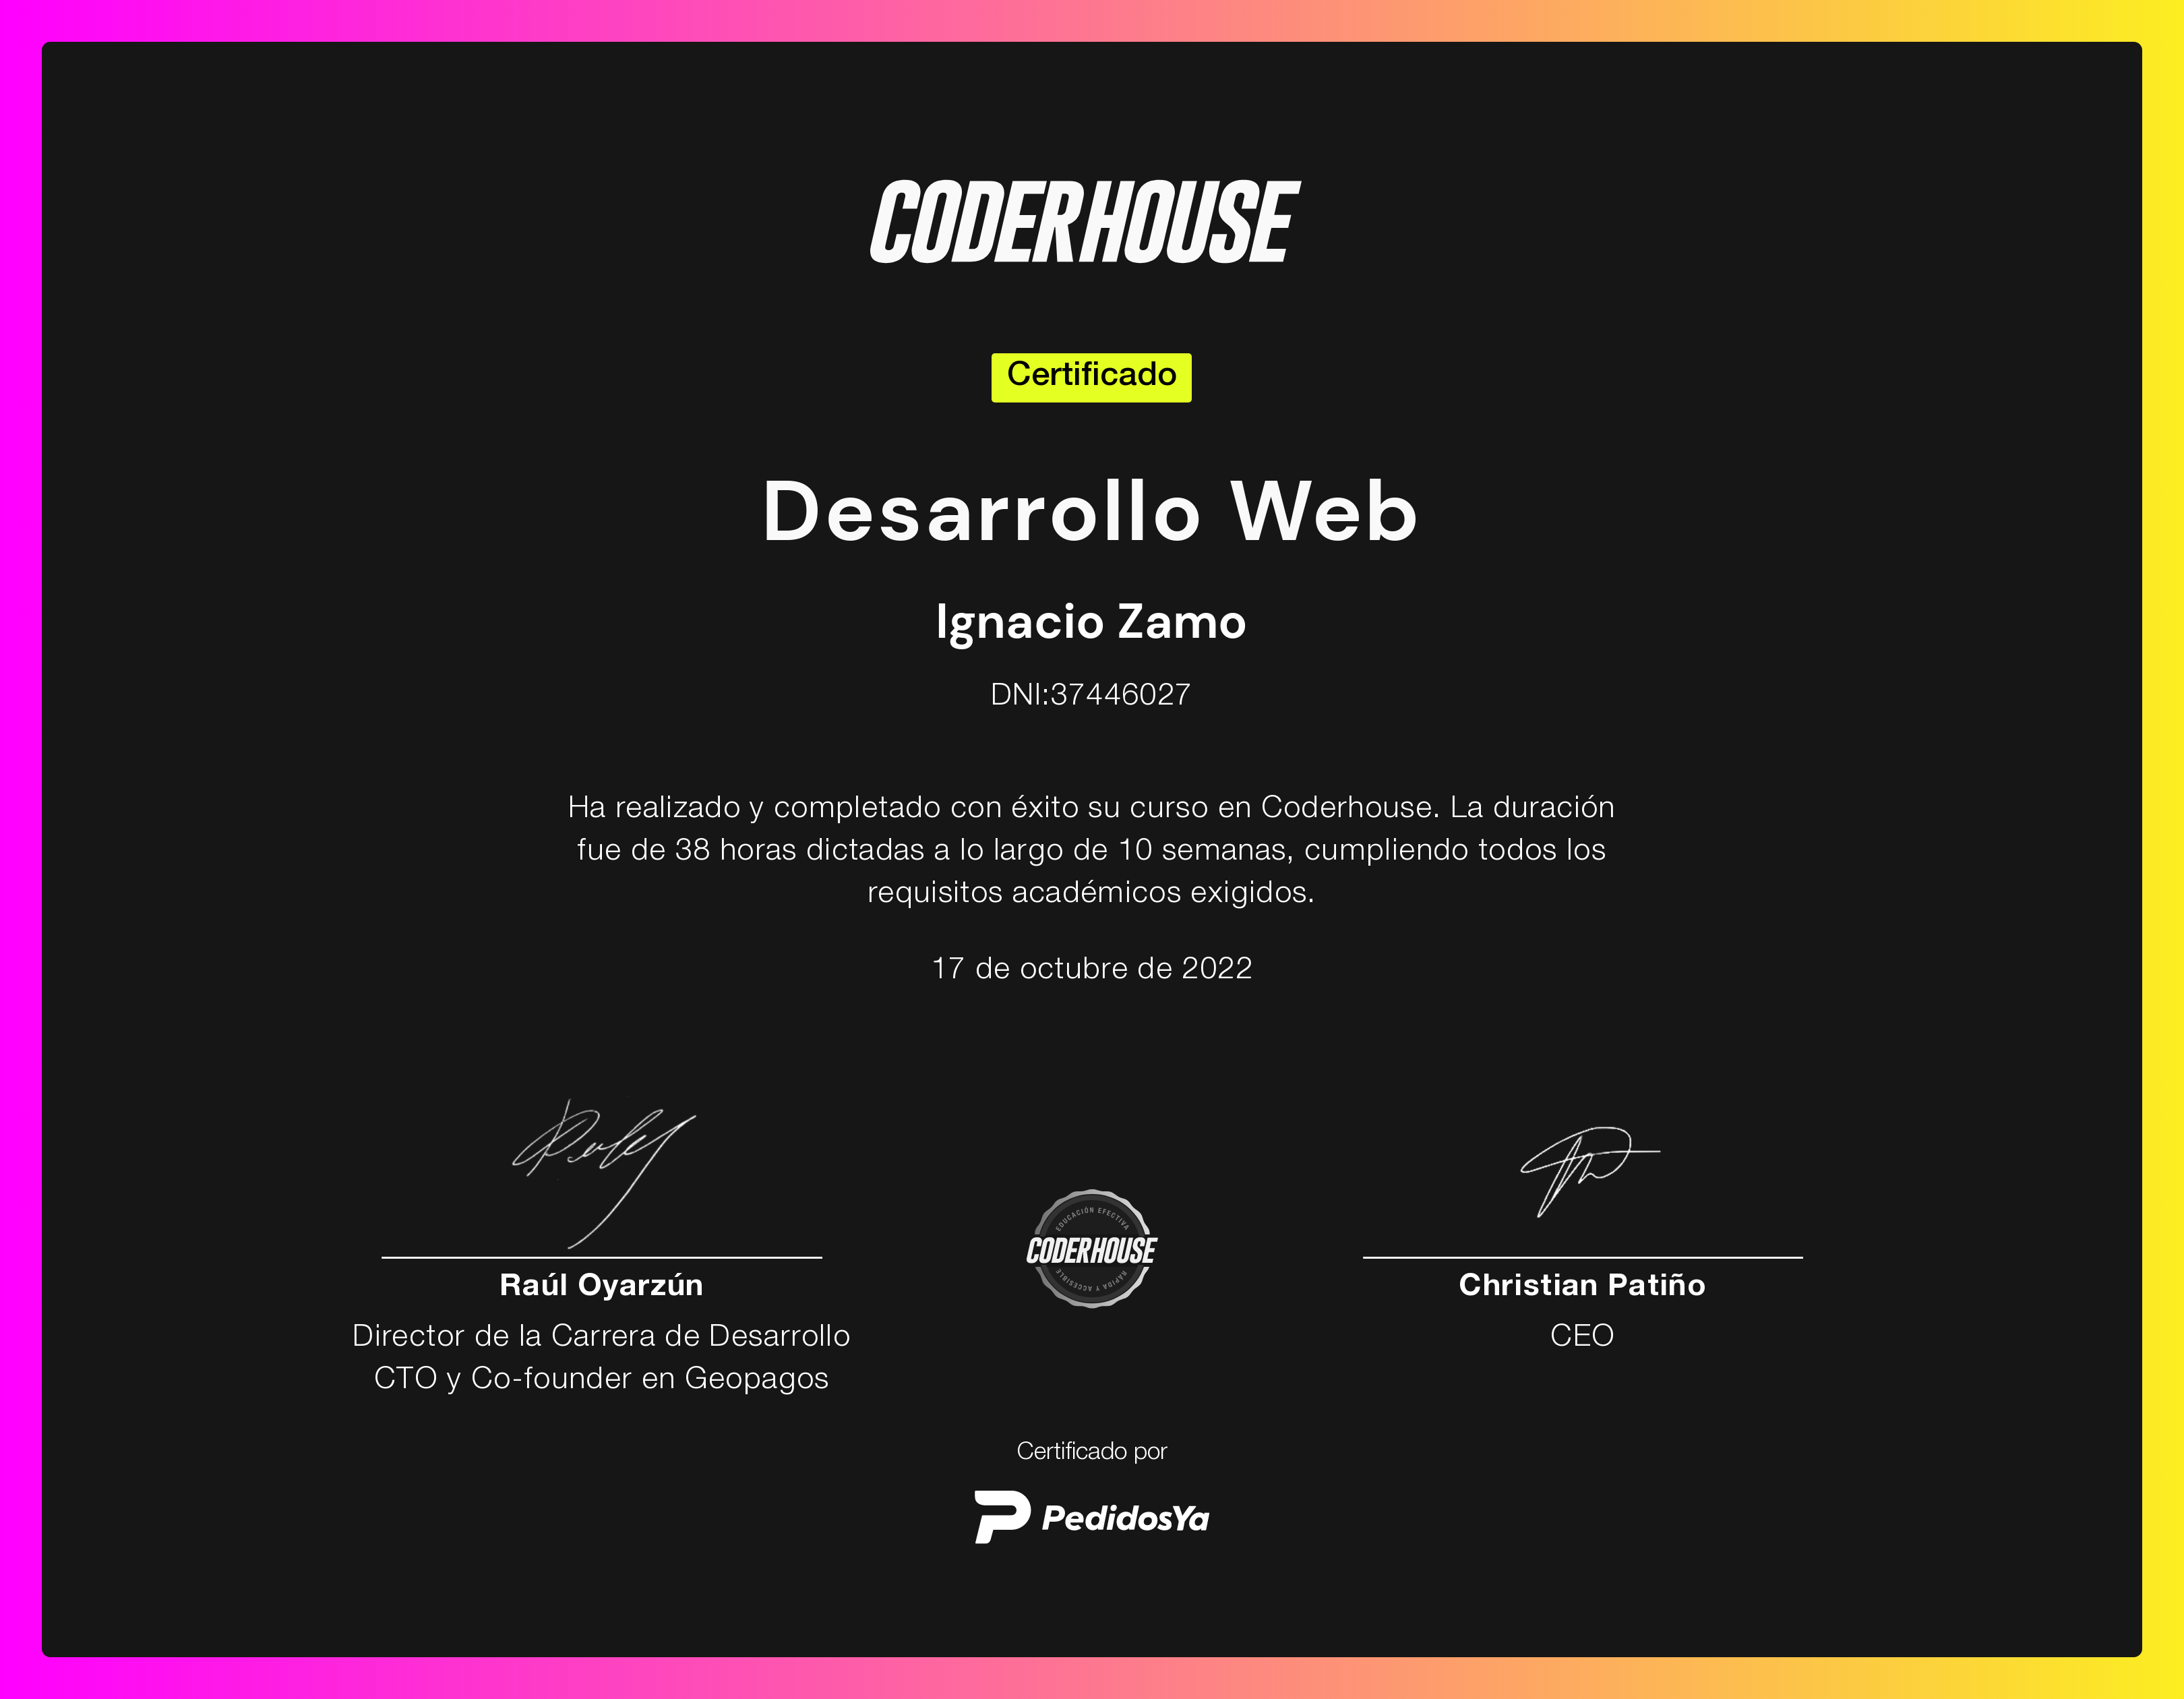 CODERHOUSE
Certificado
Desarrollo Web
Ignacio Zamo
DNI:37446027
Ha realizado y completado con éxito su curso en Coderhouse. La duración
fue de 38 horas dictadas a lo largo de 10 semanas, cumpliendo todos los
requisitos académicos exigidos.
17 de octubre de 2022
EDUCACIÓN EFECTIVA
CODERHOUSE
RÁPIDA Y ACCESIBLE
Raúl Oyarzún
Director de la Carrera de Desarrollo
CTO y Co-founder en Geopagos
Christian Patiño
CEO
Certificado por
PedidosYa